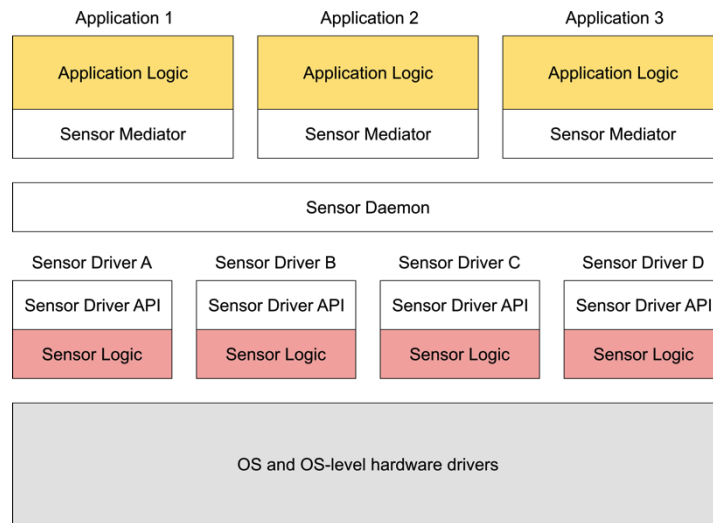 Application 1 Application 2 Application 3
Application Logic Application Logic Application Logic
Sensor Mediator Sensor Mediator Sensor Mediator
Sensor Daemon
Sensor Driver A Sensor Driver B Sensor Driver C Sensor Driver D
Sensor Driver API Sensor Driver API Sensor Driver API Sensor Driver API
Sensor Logic Sensor Logic Sensor Logic Sensor Logic
OS and OS-level hardware drivers